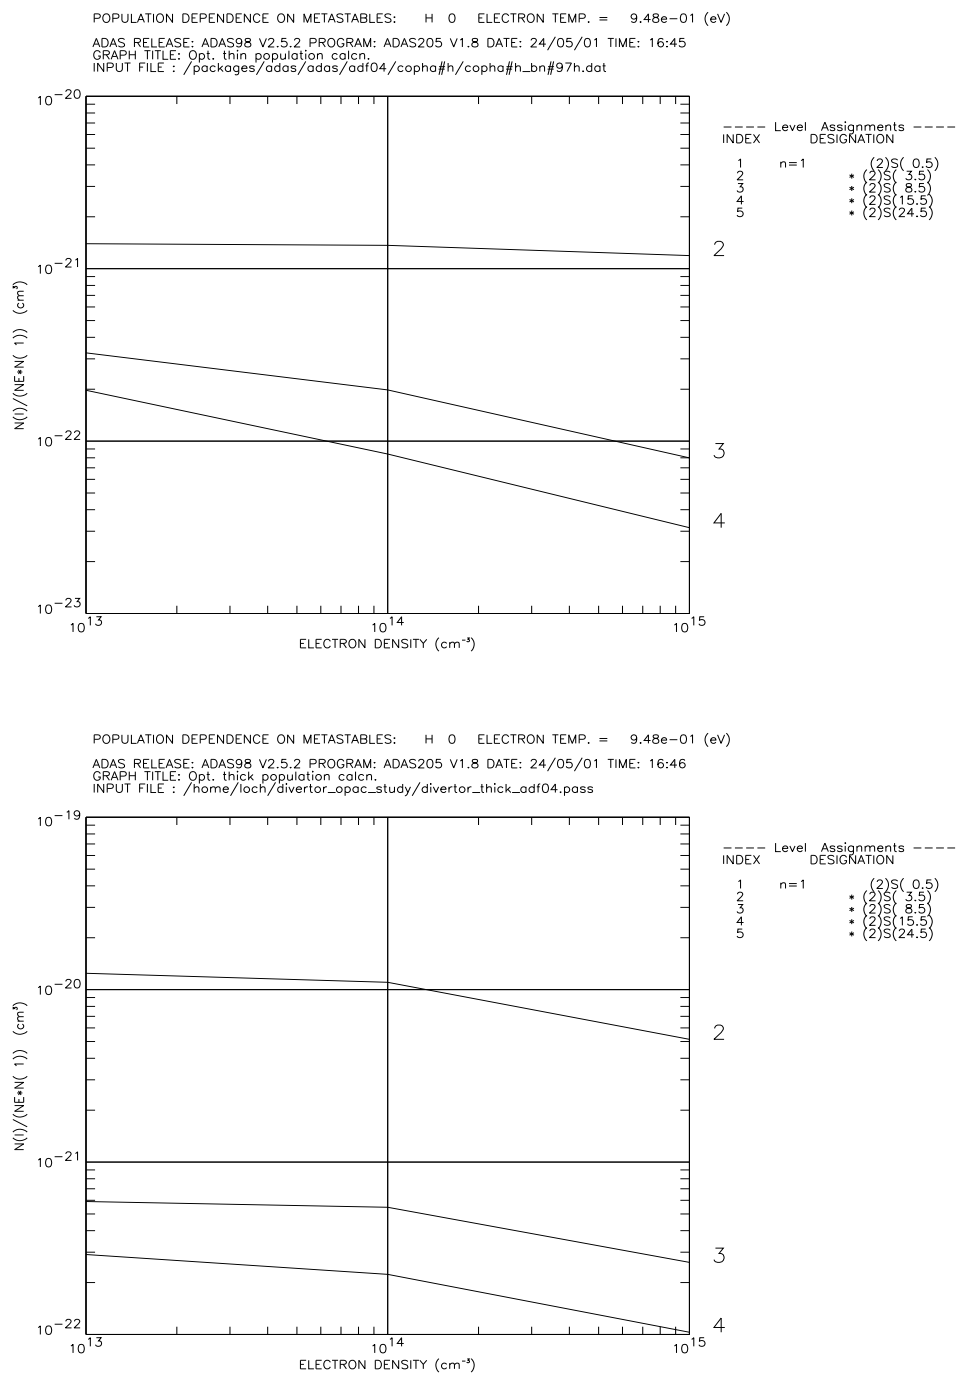 POPULATION DEPENDENCE ON METASTABLES: H 0 ELECTRON TEMP. = 9.48e−01 (eV)
ADAS RELEASE: ADAS98 V2.5.2 PROGRAM: ADAS205 V1.8 DATE: 24/05/01 TIME: 16:45
GRAPH TITLE: Opt. thin population calcn.
INPUT FILE : /packages/adas/adas/adf04/copha#h/copha#h_bn#97h.dat
10−20
−−−− Level Assignments −−−−
INDEX DESIGNATION
1 n=1 (2)S( 0.5)
2 * (2)S( 3.5)
3 * (2)S( 8.5)
4 * (2)S(15.5)
5 * (2)S(24.5)
2
10−21
N(I)/(NE*N( 1)) (cm³)
10−22
3
4
10−23
10¹³ 10¹⁴ 10¹⁵
ELECTRON DENSITY (cm⁻³)
POPULATION DEPENDENCE ON METASTABLES: H 0 ELECTRON TEMP. = 9.48e−01 (eV)
ADAS RELEASE: ADAS98 V2.5.2 PROGRAM: ADAS205 V1.8 DATE: 24/05/01 TIME: 16:46
GRAPH TITLE: Opt. thick population calcn.
INPUT FILE : /home/loch/divertor_opac_study/divertor_thick_adf04.pass
10−19
−−−− Level Assignments −−−−
INDEX DESIGNATION
1 n=1 (2)S( 0.5)
2 * (2)S( 3.5)
3 * (2)S( 8.5)
4 * (2)S(15.5)
5 * (2)S(24.5)
10−20
2
N(I)/(NE*N( 1)) (cm³)
10−21
3
4
10−22
10¹³ 10¹⁴ 10¹⁵
ELECTRON DENSITY (cm⁻³)